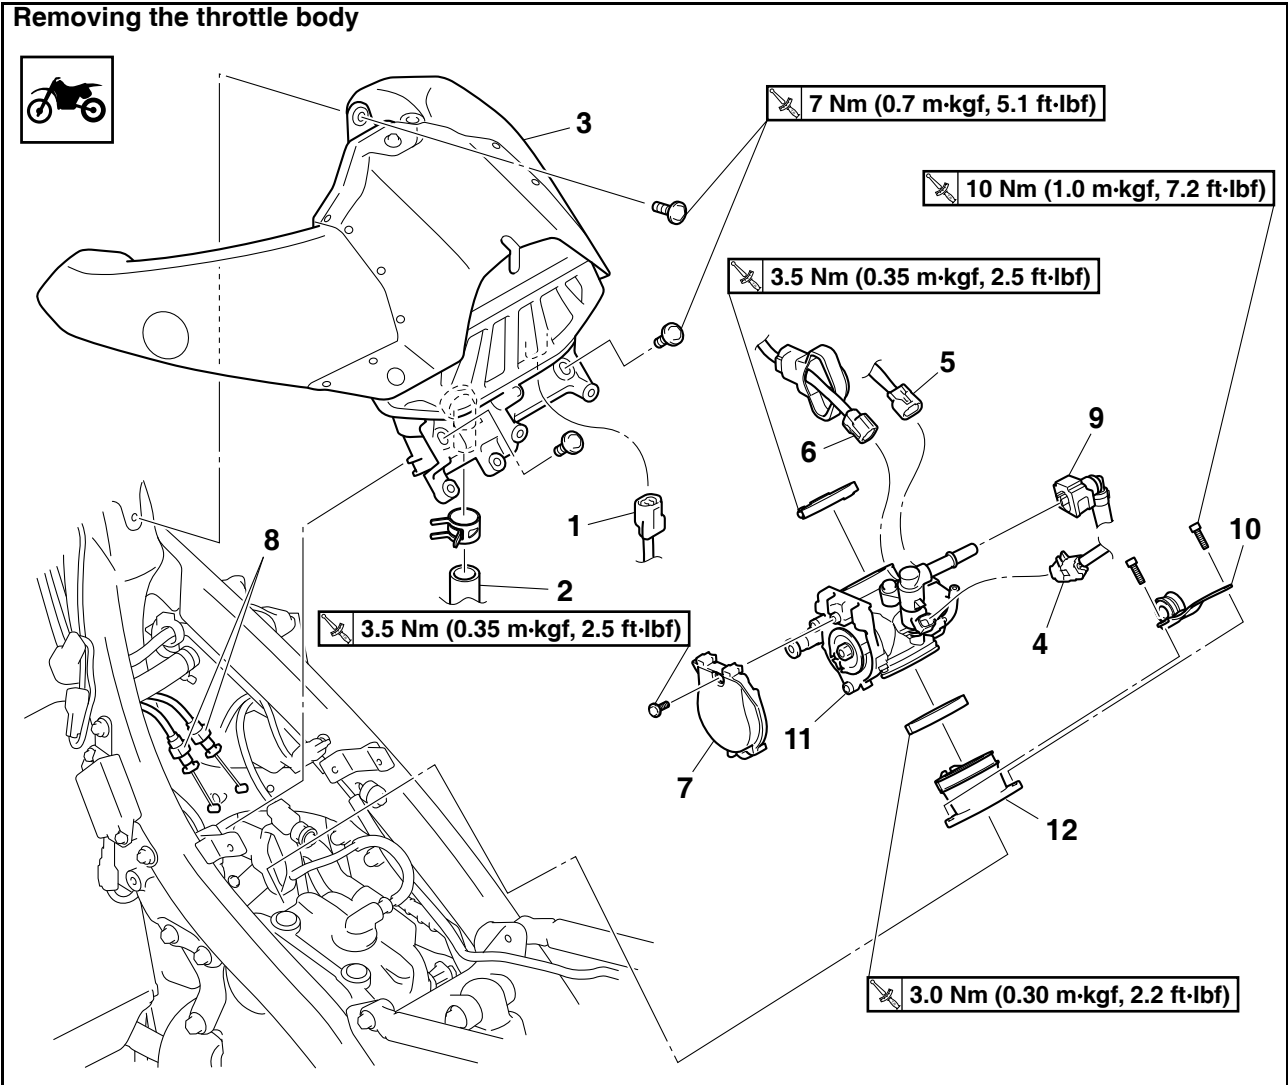 Removing the throttle body
3
7 Nm (0.7 m·kgf, 5.1 ft·lbf)
10 Nm (1.0 m·kgf, 7.2 ft·lbf)
3.5 Nm (0.35 m·kgf, 2.5 ft·lbf)
5
6
9
1
8
10
2
3.5 Nm (0.35 m·kgf, 2.5 ft·lbf)
4
11
7
12
3.0 Nm (0.30 m·kgf, 2.2 ft·lbf)